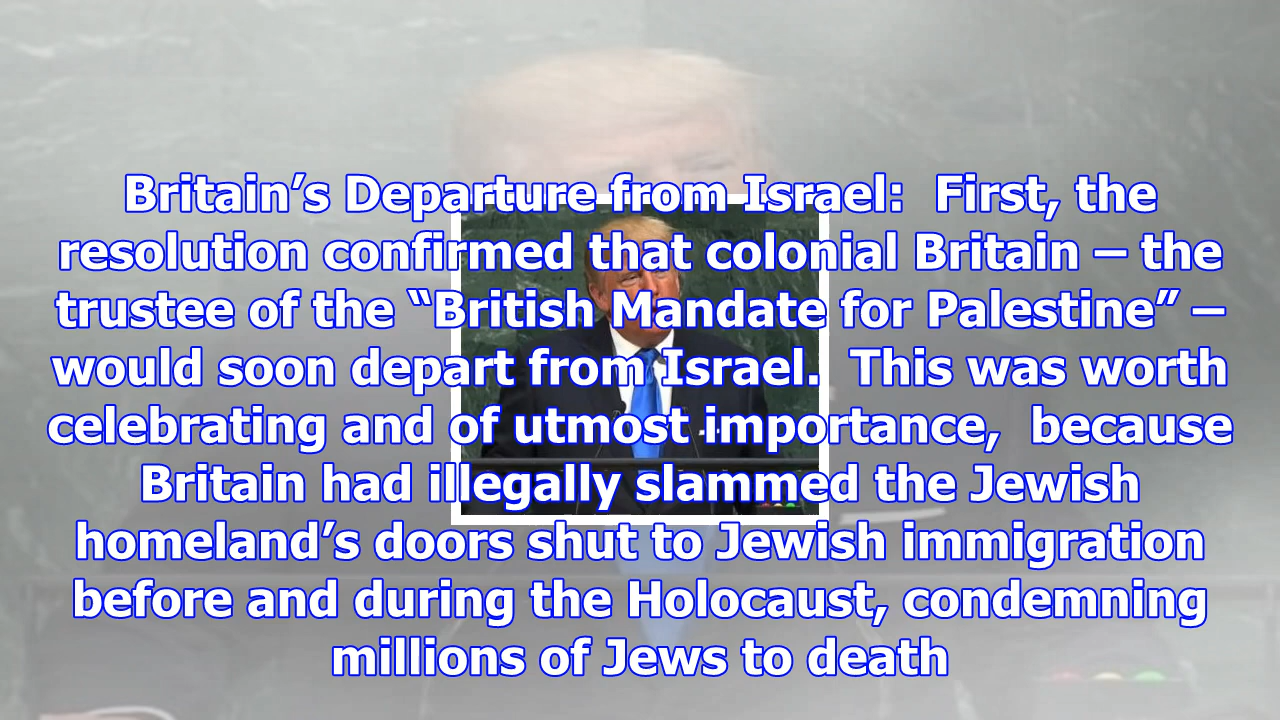 Britain’s Departure from Israel:  First, the
resolution confirmed that colonial Britain – the
trustee of the “British Mandate for Palestine” –
would soon depart from Israel.  This was worth
celebrating and of utmost importance,  because
Britain had illegally slammed the Jewish
homeland’s doors shut to Jewish immigration
before and during the Holocaust, condemning
millions of Jews to death